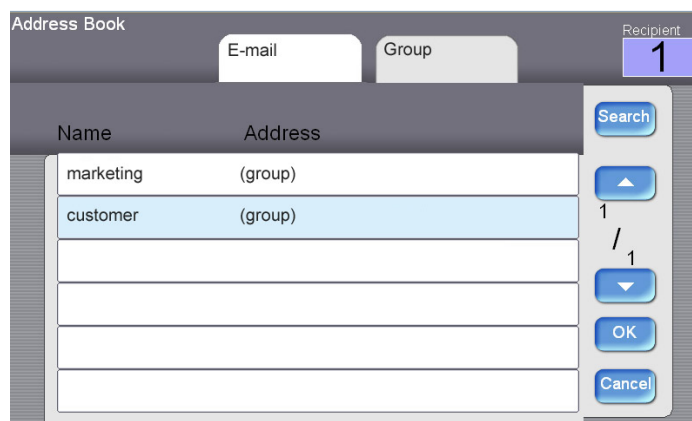 Address Book
E-mail
Group
Recipient
1
Name
Address
Search
marketing
(group)
customer
(group)
1
/
1
OK
Cancel